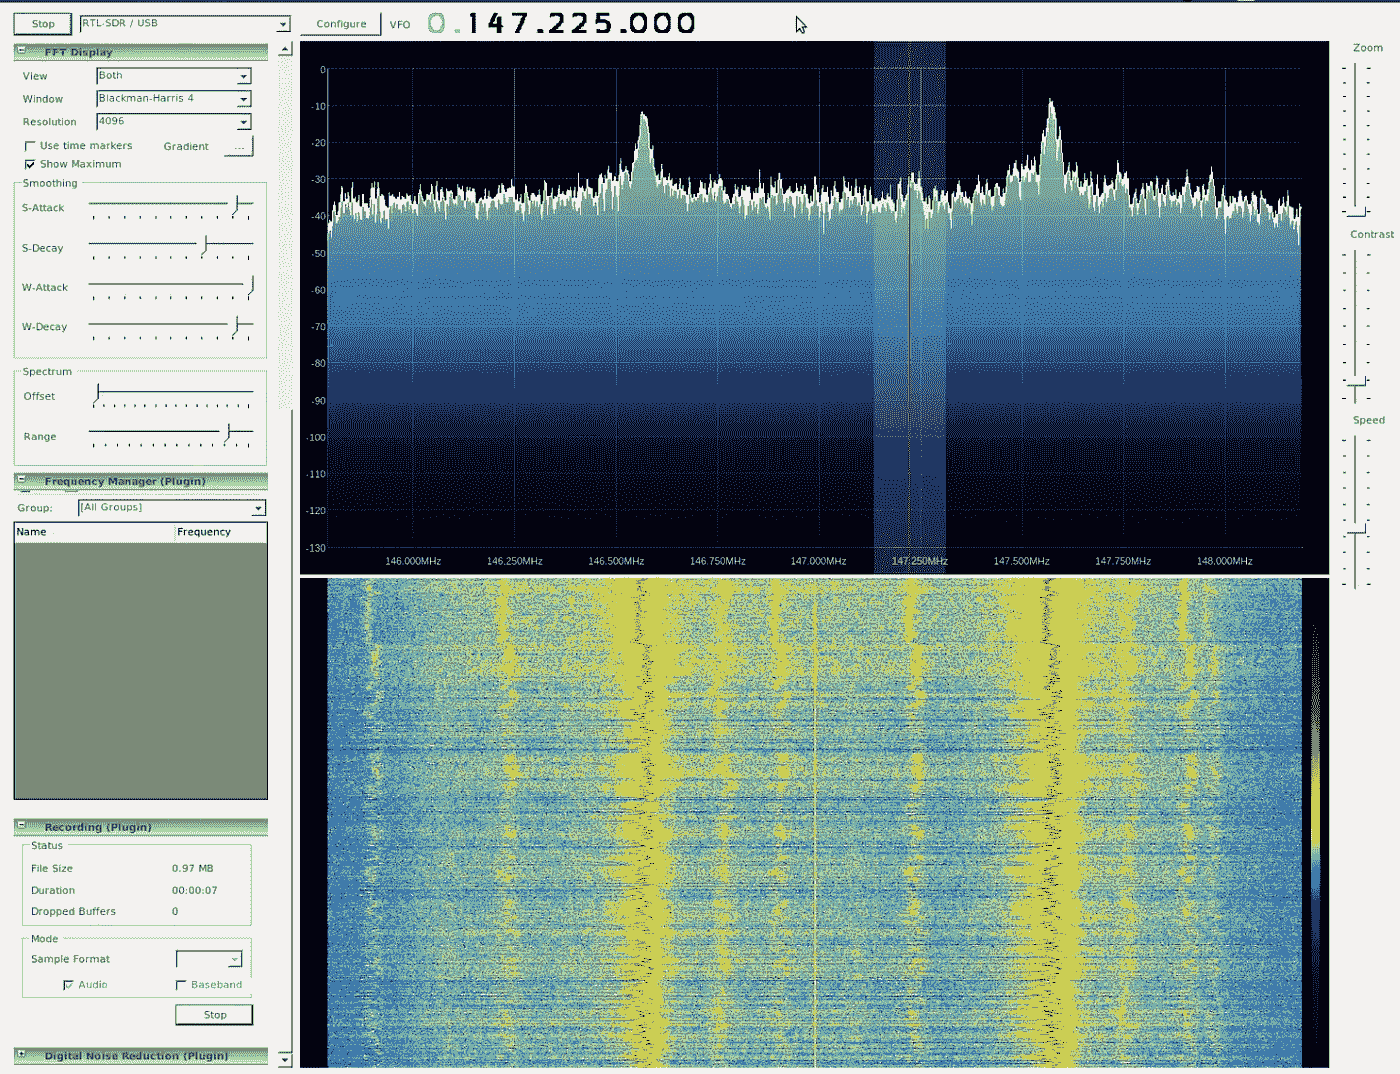 Stop RTL-SDR / USB Configure VFO 0.147.225.000
FFT Display
View Both
Window Blackman-Harris 4
Resolution 4096
Use time markers Gradient ...
Show Maximum
Smoothing
S-Attack
S-Decay
W-Attack
W-Decay
Spectrum
Offset
Range
Frequency Manager (Plugin)
Group: [All Groups]
Name Frequency
Recording (Plugin)
Status
File Size 0.97 MB
Duration 00:00:07
Dropped Buffers 0
Mode
Sample Format
Audio Baseband
Stop
Digital Noise Reduction (Plugin)
0
-10
-20
-30
-40
-50
-60
-70
-80
-90
-100
-110
-120
-130
146.000MHz 146.250MHz 146.500MHz 146.750MHz 147.000MHz 147.250MHz 147.500MHz 147.750MHz 148.000MHz
Zoom
Contrast
Speed